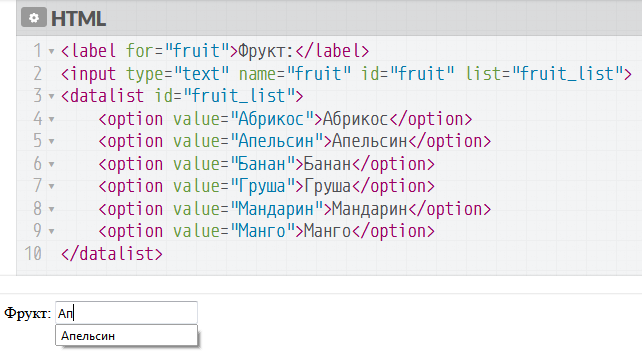 HTML
1 <label for="fruit">Фрукт:</label>
2 <input type="text" name="fruit" id="fruit" list="fruit_list">
3 <datalist id="fruit_list">
4 <option value="Абрикос">Абрикос</option>
5 <option value="Апельсин">Апельсин</option>
6 <option value="Банан">Банан</option>
7 <option value="Груша">Груша</option>
8 <option value="Мандарин">Мандарин</option>
9 <option value="Манго">Манго</option>
10 </datalist>
Фрукт: Ап
Апельсин